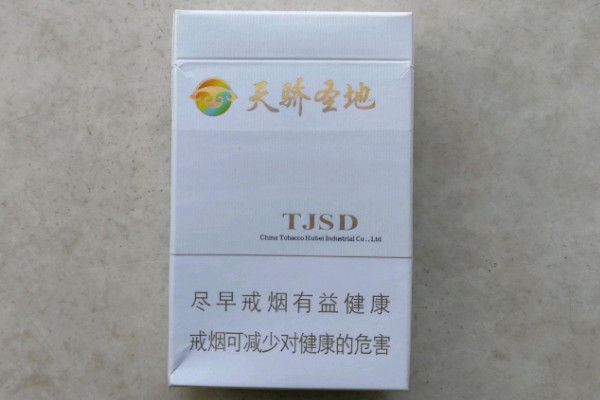 天骄圣地
TJSD
China Tobacco Hubei Industrial Co., Ltd
尽早戒烟有益健康
戒烟可减少对健康的危害